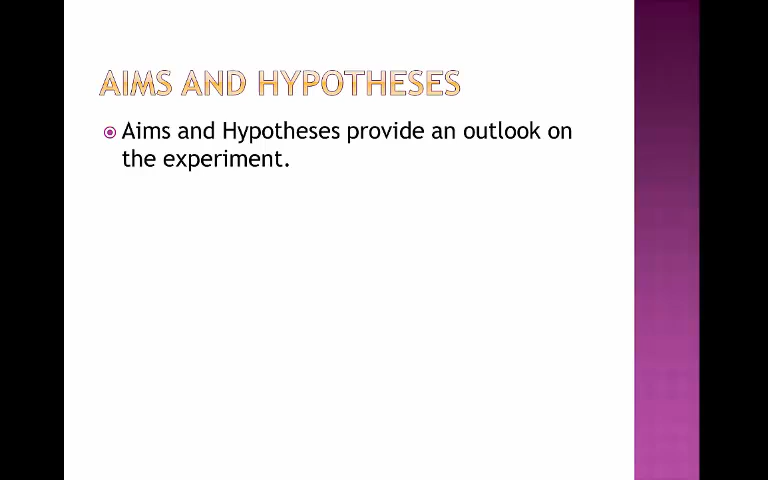 AIMS AND HYPOTHESES
Aims and Hypotheses provide an outlook on
the experiment.